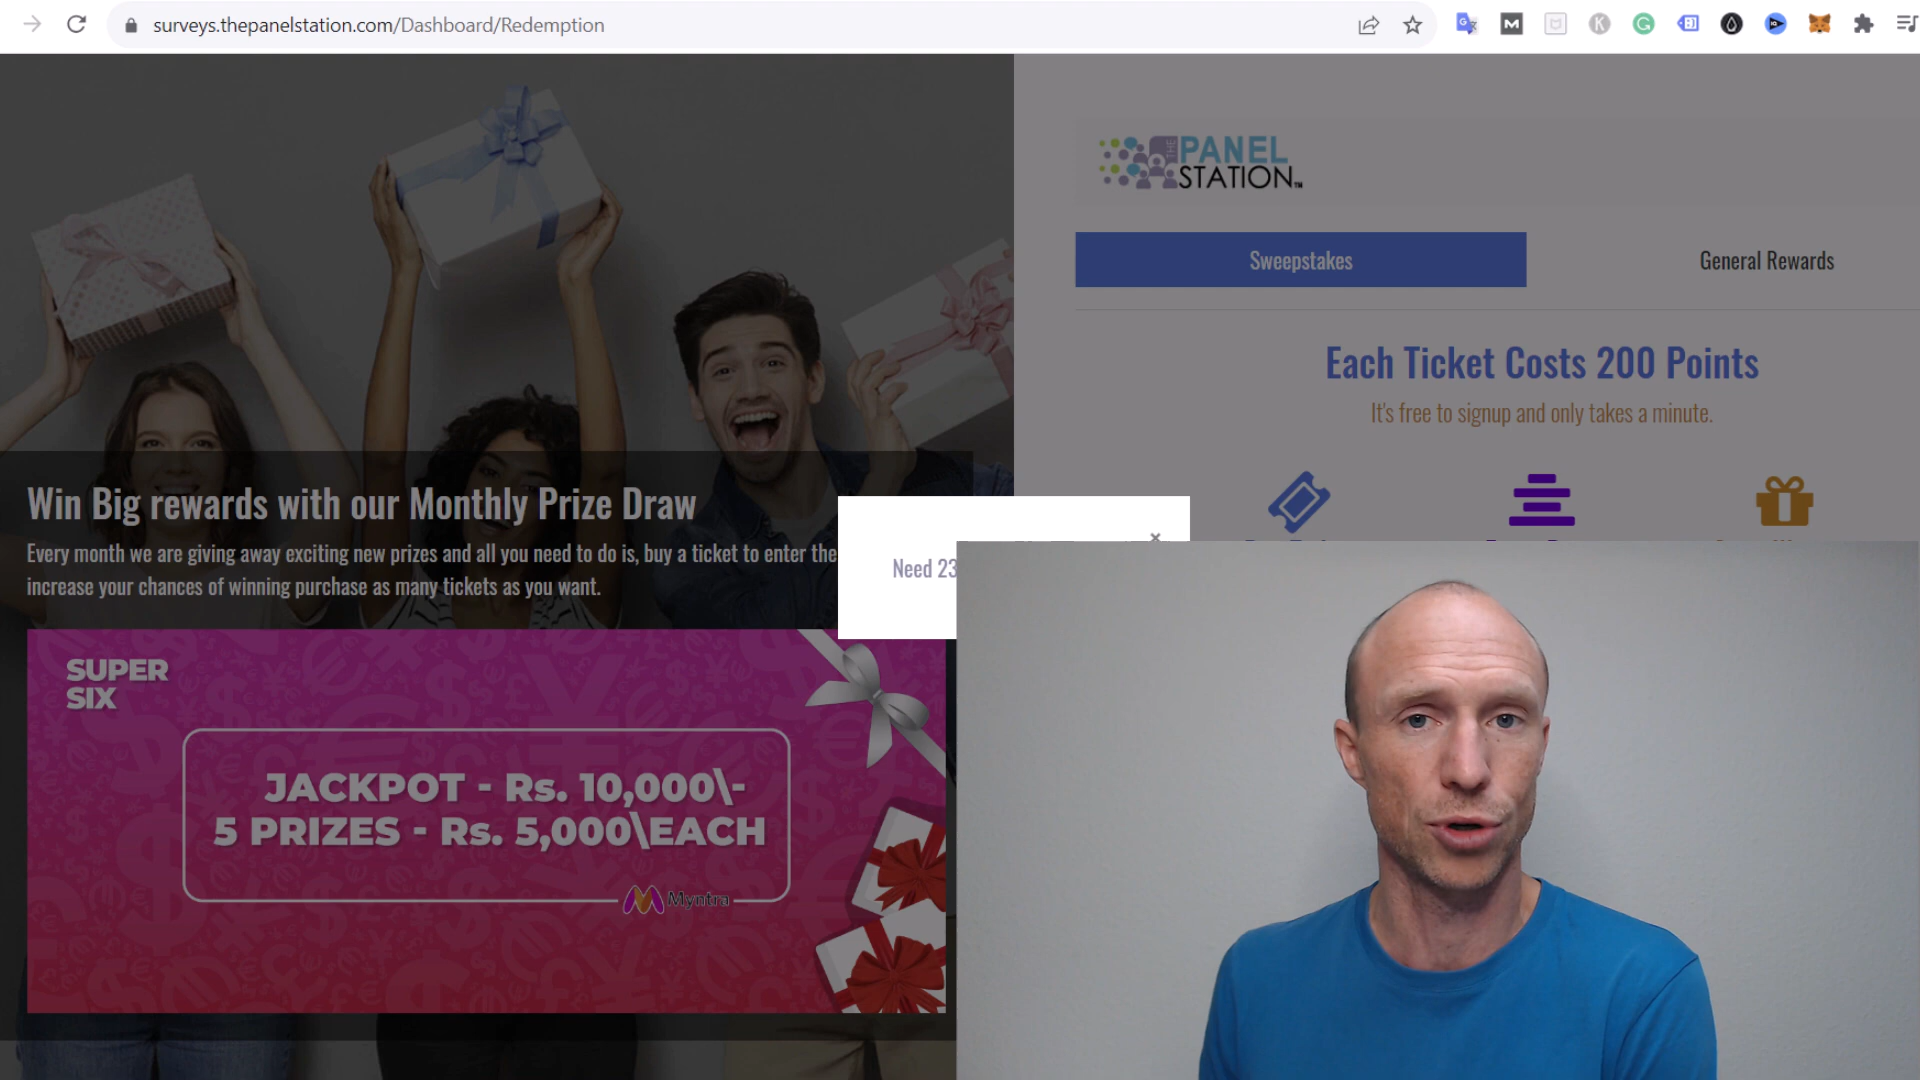 surveys.thepanelstation.com/Dashboard/Redemption
THE PANEL
STATION™
Sweepstakes
General Rewards
Each Ticket Costs 200 Points
It's free to signup and only takes a minute.
Win Big rewards with our Monthly Prize Draw
Every month we are giving away exciting new prizes and all you need to do is, buy a ticket to enter the
increase your chances of winning purchase as many tickets as you want.
×
Need 23
SUPER
SIX
JACKPOT - Rs. 10,000\-
5 PRIZES - Rs. 5,000\EACH
Myntra